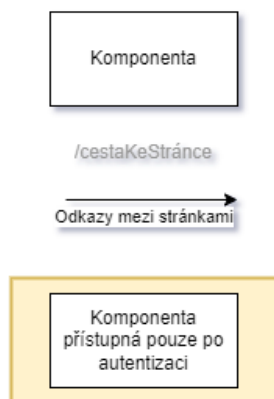 Komponenta
/cestaKeStránce
Odkazy mezi stránkami
Komponenta
přístupná pouze po
autentizaci